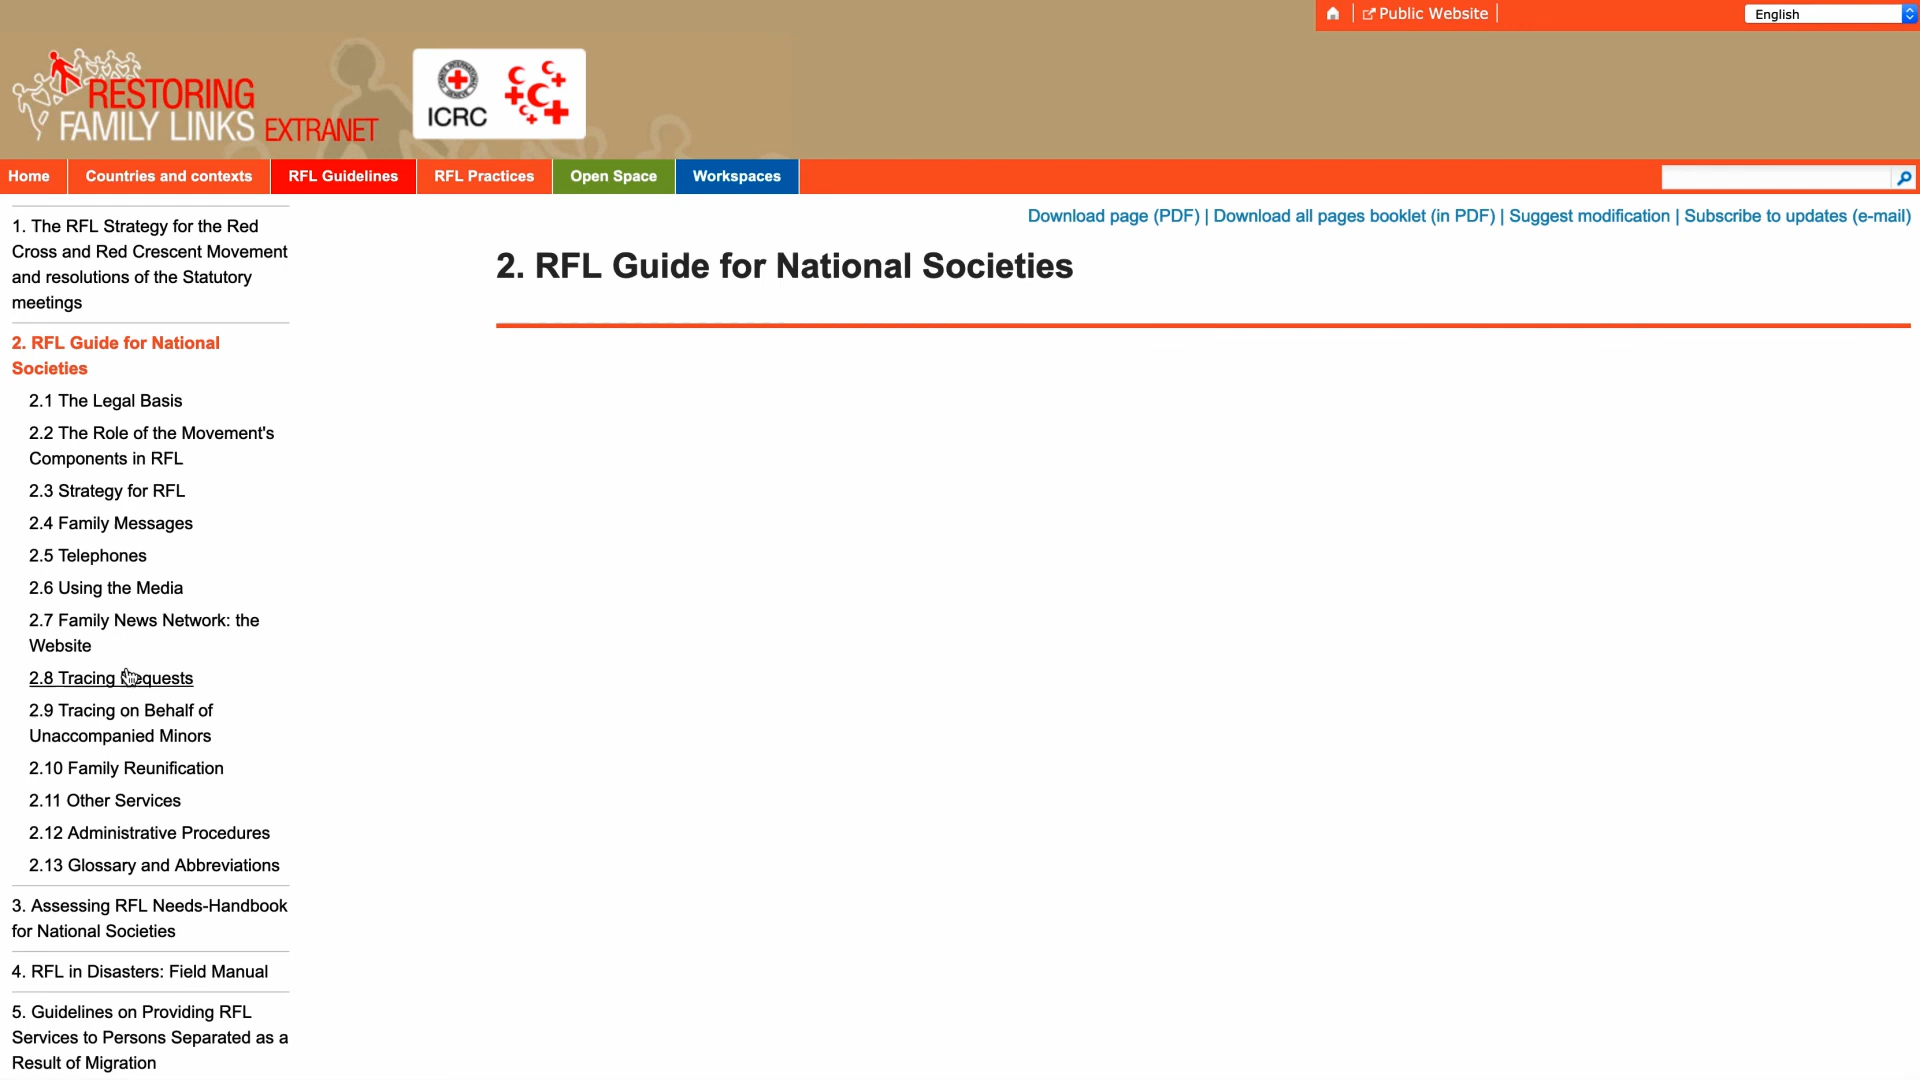 Public Website
English
RESTORING
FAMILY LINKS EXTRANET
ICRC
Home
Countries and contexts
RFL Guidelines
RFL Practices
Open Space
Workspaces
Download page (PDF) | Download all pages booklet (in PDF) | Suggest modification | Subscribe to updates (e-mail)
1. The RFL Strategy for the Red
Cross and Red Crescent Movement
and resolutions of the Statutory
meetings
2. RFL Guide for National
Societies
2.1 The Legal Basis
2.2 The Role of the Movement's
Components in RFL
2.3 Strategy for RFL
2.4 Family Messages
2.5 Telephones
2.6 Using the Media
2.7 Family News Network: the
Website
2.8 Tracing Requests
2.9 Tracing on Behalf of
Unaccompanied Minors
2.10 Family Reunification
2.11 Other Services
2.12 Administrative Procedures
2.13 Glossary and Abbreviations
3. Assessing RFL Needs-Handbook
for National Societies
4. RFL in Disasters: Field Manual
5. Guidelines on Providing RFL
Services to Persons Separated as a
Result of Migration
2. RFL Guide for National Societies